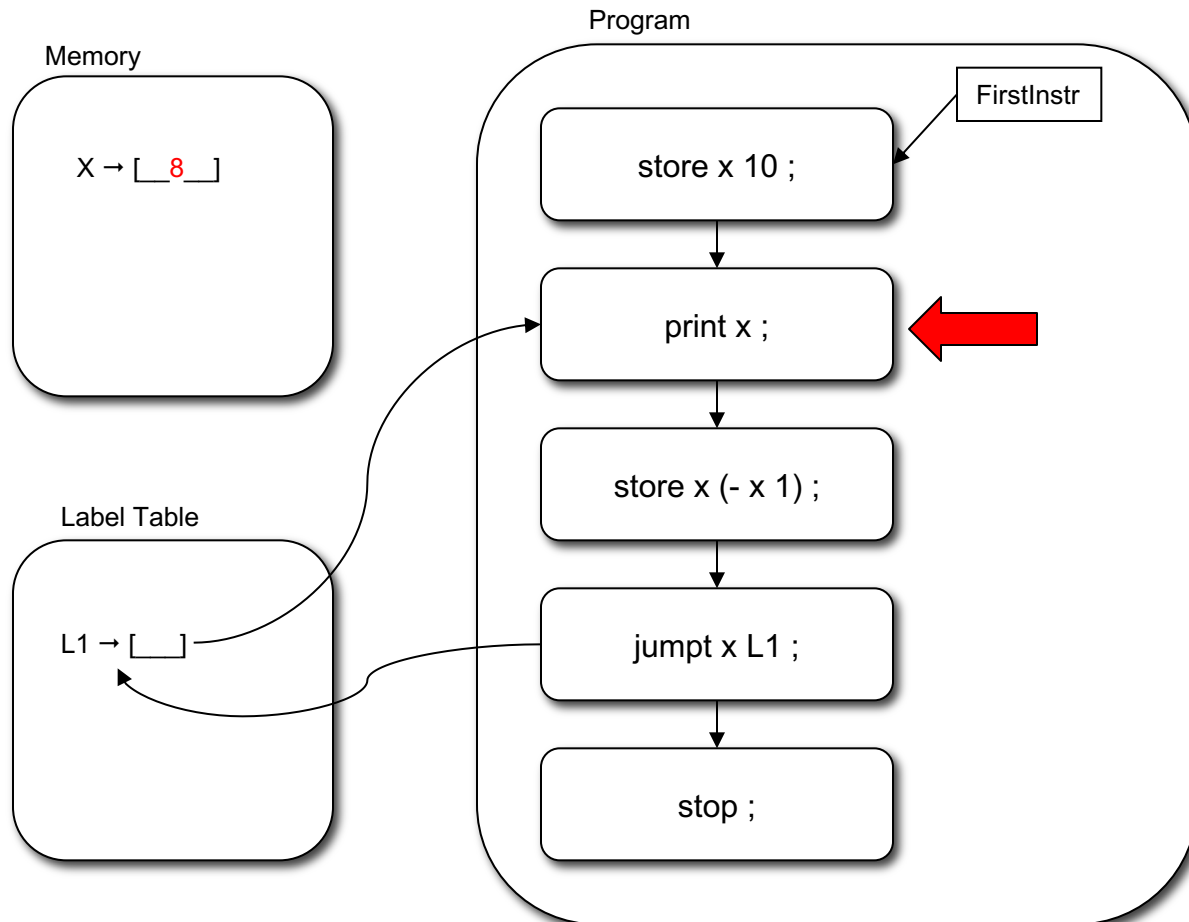 Program
Memory
FirstInstr
X → [__8__]
store x 10 ;
print x ;
store x (- x 1) ;
Label Table
L1 → [___]
jumpt x L1 ;
stop ;